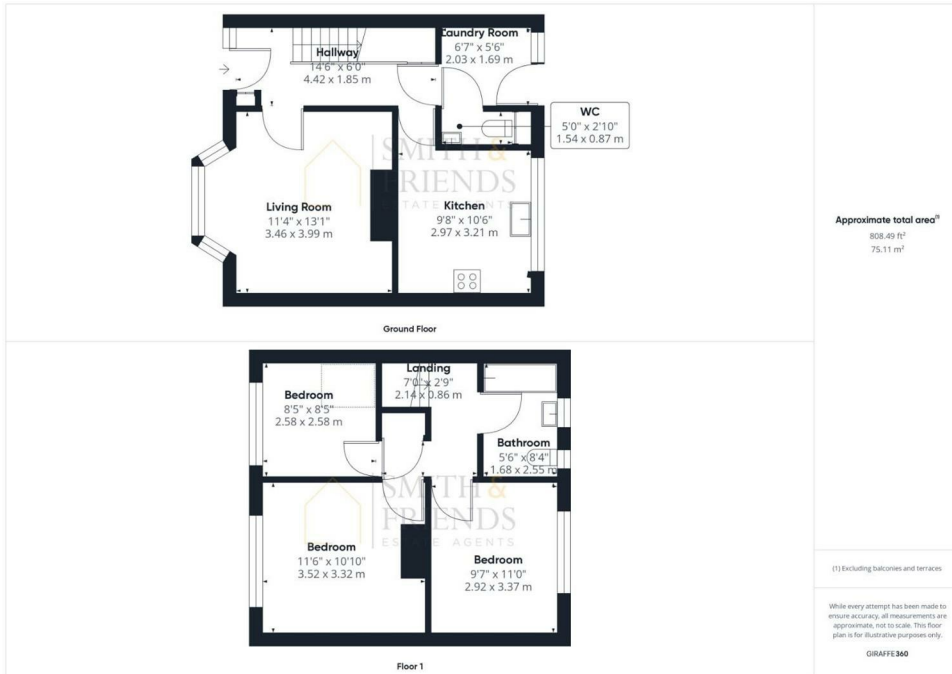 Laundry Room
6'7" x 5'6"
2.03 x 1.69 m
Hallway
14'6" x 6'0"
4.42 x 1.85 m
WC
5'0" x 2'10"
1.54 x 0.87 m
SMITH &
FRIENDS
ESTATE AGENTS
Living Room
11'4" x 13'1"
3.46 x 3.99 m
Kitchen
9'8" x 10'6"
2.97 x 3.21 m
Ground Floor
Landing
7'0" x 2'9"
2.14 x 0.86 m
Bedroom
8'5" x 8'5"
2.58 x 2.58 m
Bathroom
5'6" x 8'4"
1.68 x 2.55 m
SMITH &
FRIENDS
ESTATE AGENTS
Bedroom
11'6" x 10'10"
3.52 x 3.32 m
Bedroom
9'7" x 11'0"
2.92 x 3.37 m
Floor 1
Approximate total area(1)
808.49 ft²
75.11 m²
(1) Excluding balconies and terraces
While every attempt has been made to
ensure accuracy, all measurements are
approximate, not to scale. This floor
plan is for illustrative purposes only.
GIRAFFE360